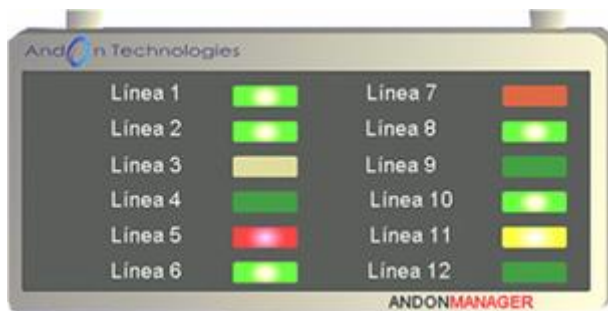 Andon Technologies
Línea 1
Línea 2
Línea 3
Línea 4
Línea 5
Línea 6
Línea 7
Línea 8
Línea 9
Línea 10
Línea 11
Línea 12
ANDONMANAGER